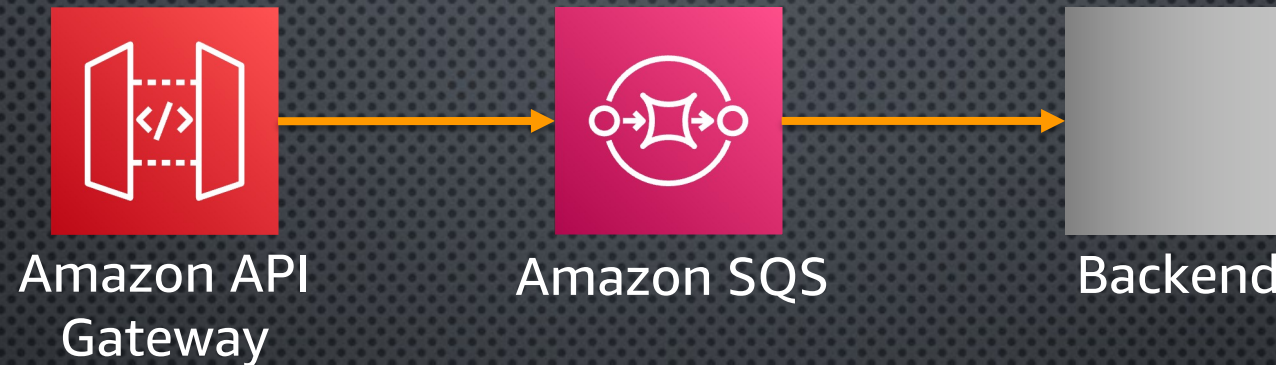 </>
Amazon API
Gateway
Amazon SQS
Backend